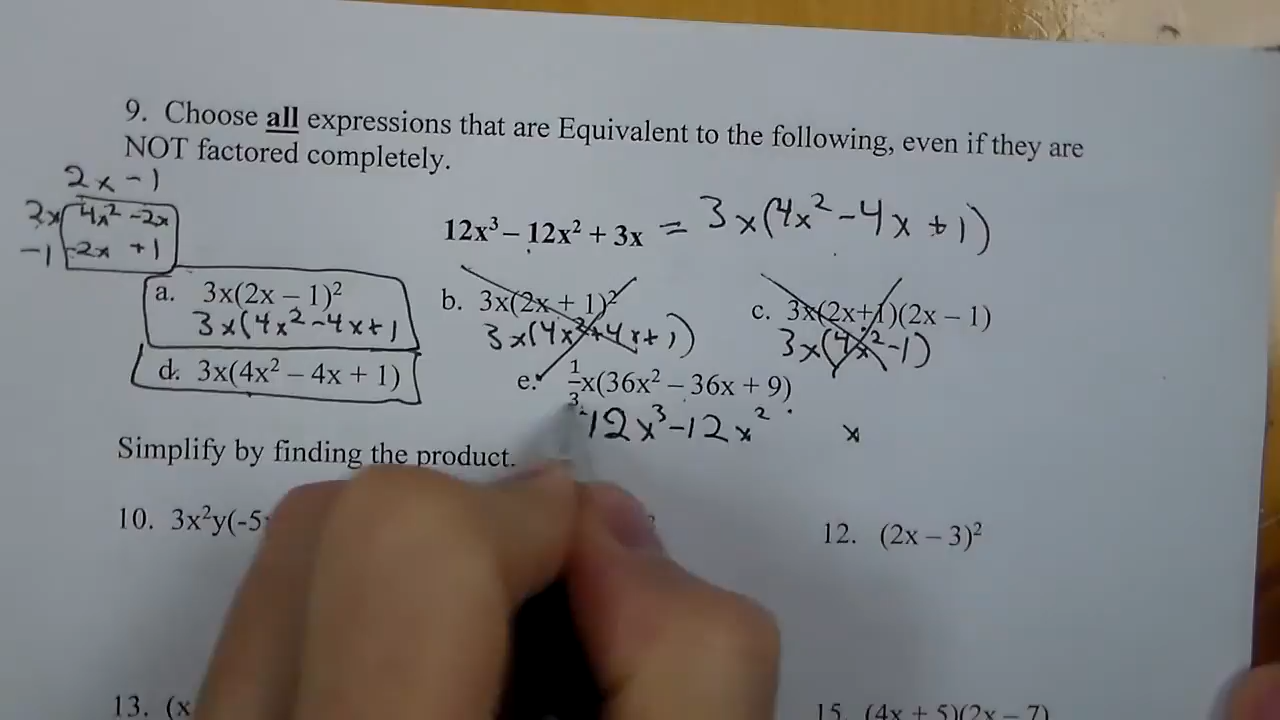 9. Choose all expressions that are Equivalent to the following, even if they are
NOT factored completely.
2x -1
2x 4x² -2x
-1 -2x +1
12x³ – 12x² + 3x = 3x(4x² - 4x + 1)
a. 3x(2x – 1)² b. 3x(2x + 1)² c. 3x(2x+1)(2x – 1)
3x(4x² - 4x + 1 3x(4x² + 4x + 1) 3x(4x² - 1)
d. 3x(4x² – 4x + 1) e. 1/3x(36x² – 36x + 9)
12x³ - 12x² x
Simplify by finding the product.
10. 3x²y(-5 12. (2x – 3)²
13. (x 15. (4x + 5)(2x – 7)